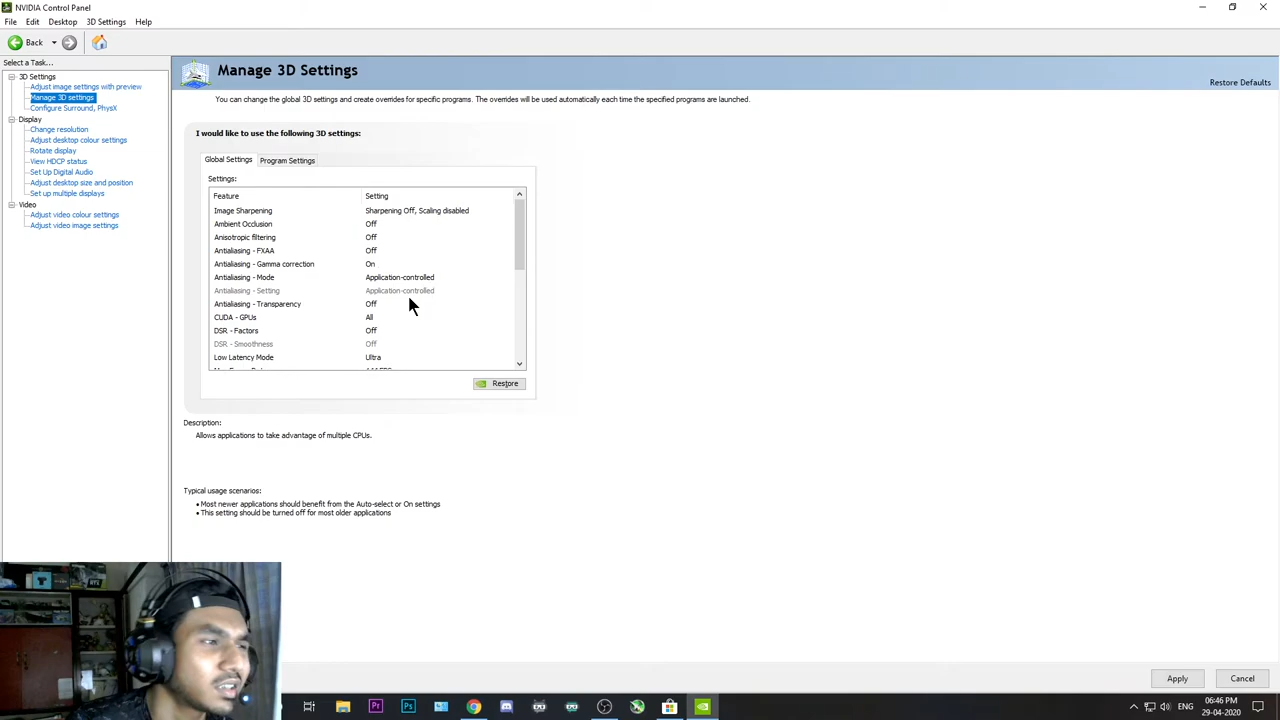 NVIDIA Control Panel
File Edit Desktop 3D Settings Help
Back
Select a Task...
3D Settings
Adjust image settings with preview
Manage 3D settings
Configure Surround, PhysX
Display
Change resolution
Adjust desktop colour settings
Rotate display
View HDCP status
Set Up Digital Audio
Adjust desktop size and position
Set up multiple displays
Video
Adjust video colour settings
Adjust video image settings
Manage 3D Settings
Restore Defaults
You can change the global 3D settings and create overrides for specific programs. The overrides will be used automatically each time the specified programs are launched.
I would like to use the following 3D settings:
Global Settings Program Settings
Settings:
Feature Setting
Image Sharpening Sharpening Off, Scaling disabled
Ambient Occlusion Off
Anisotropic filtering Off
Antialiasing - FXAA Off
Antialiasing - Gamma correction On
Antialiasing - Mode Application-controlled
Antialiasing - Setting Application-controlled
Antialiasing - Transparency Off
CUDA - GPUs All
DSR - Factors Off
DSR - Smoothness Off
Low Latency Mode Ultra
Restore
Description:
Allows applications to take advantage of multiple CPUs.
Typical usage scenarios:
• Most newer applications should benefit from the Auto-select or On settings
• This setting should be turned off for most older applications
Apply Cancel
Pr Ps
ENG
06:46 PM
29-04-2020